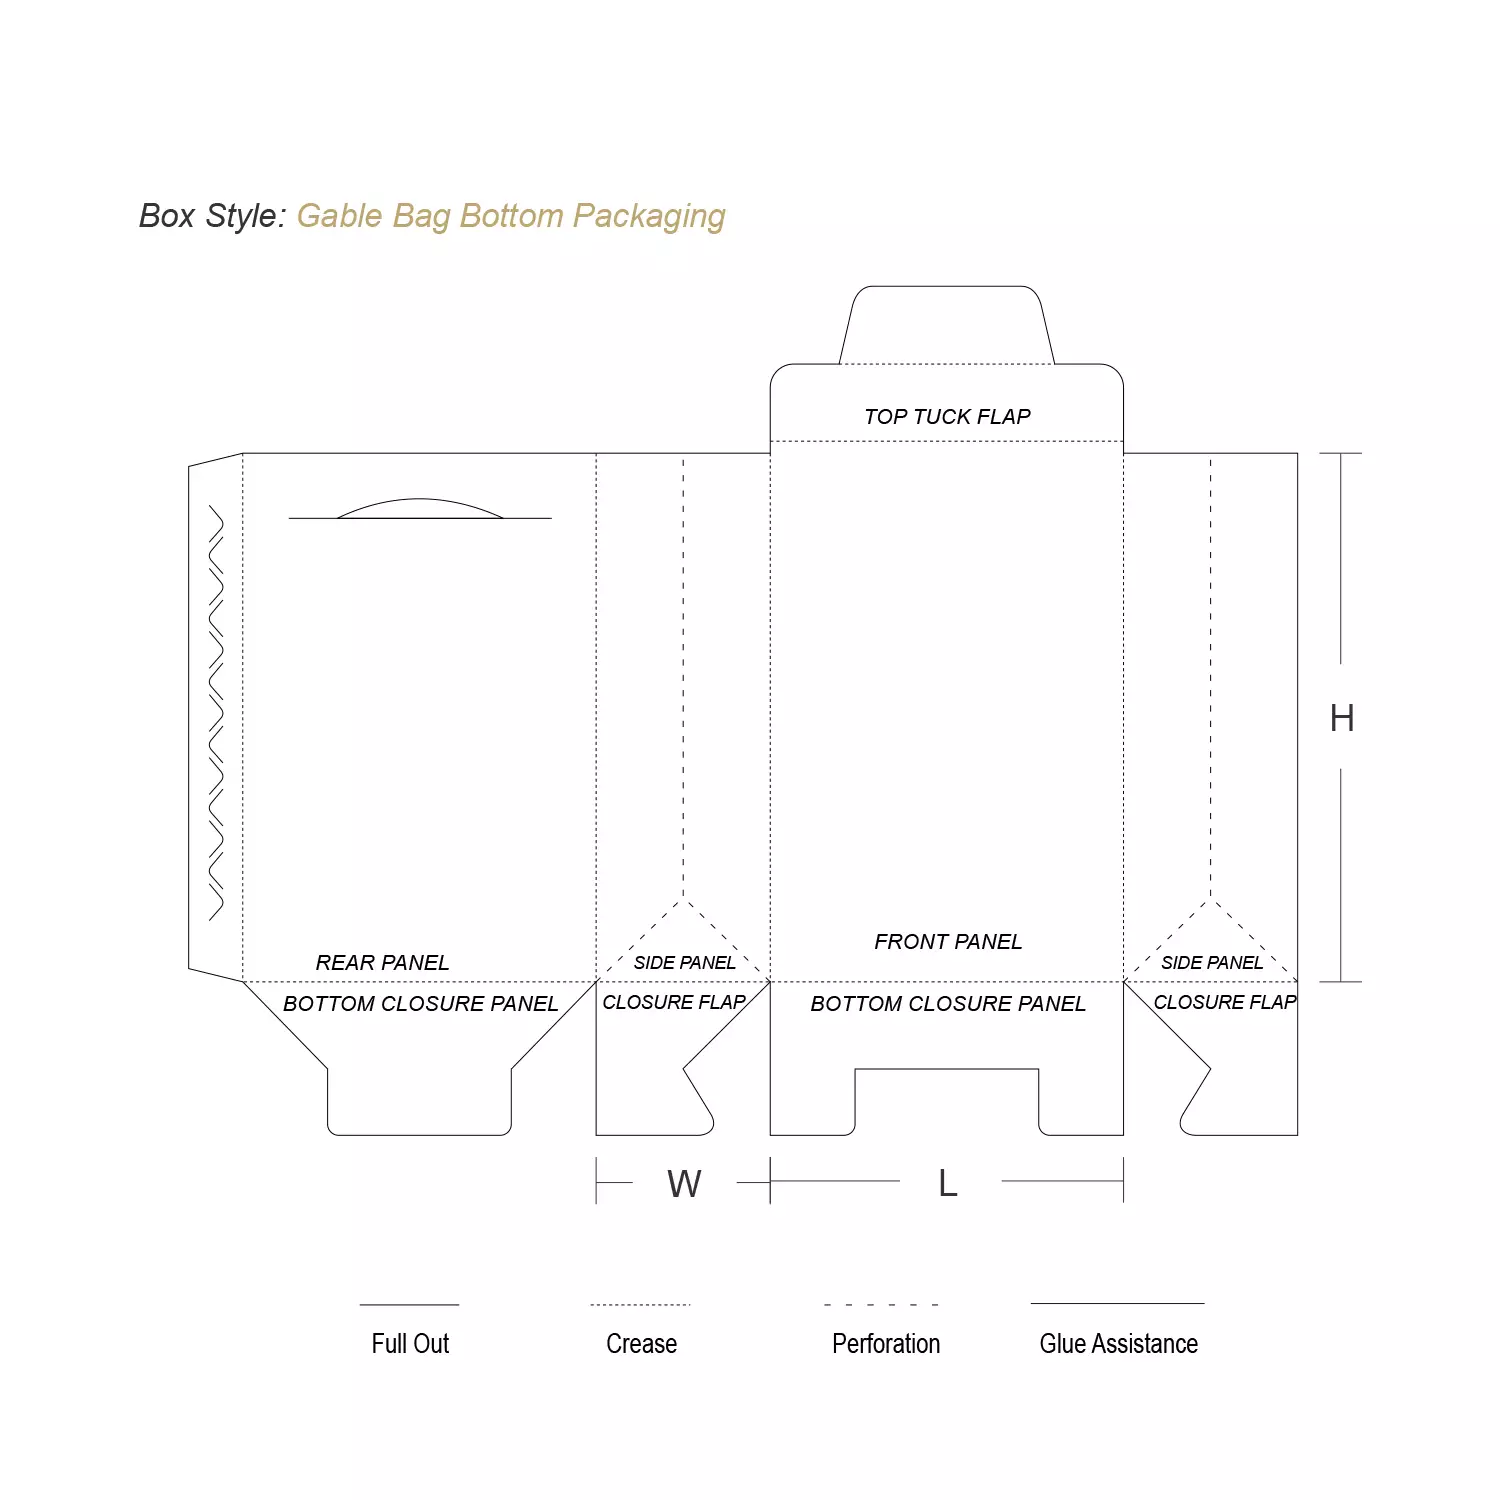 Box Style: Gable Bag Bottom Packaging
TOP TUCK FLAP
H
FRONT PANEL
REAR PANEL
SIDE PANEL
SIDE PANEL
BOTTOM CLOSURE PANEL
CLOSURE FLAP
BOTTOM CLOSURE PANEL
CLOSURE FLAP
W
L
Full Out
Crease
Perforation
Glue Assistance